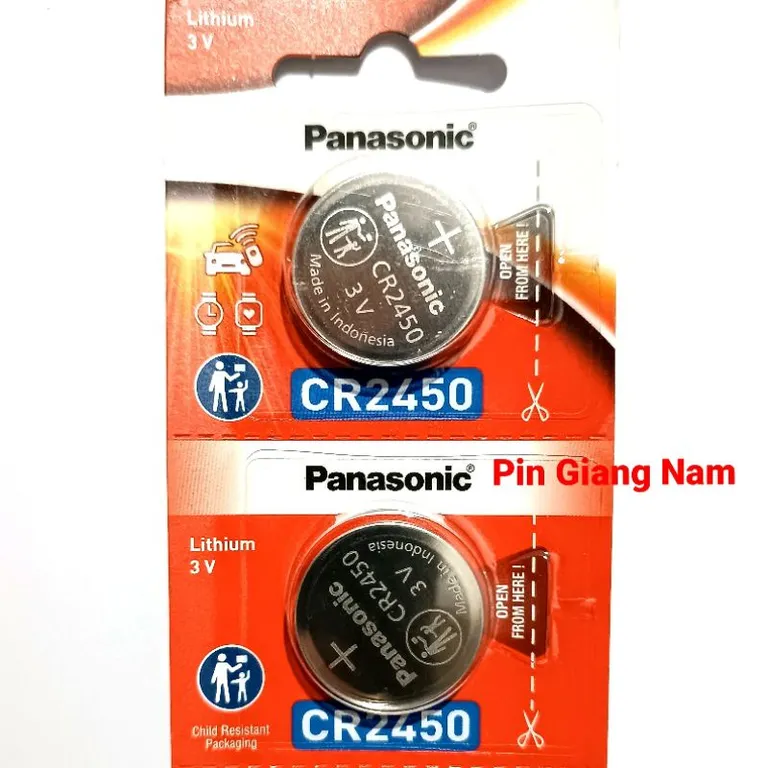 Lithium
3 V
Panasonic®
Panasonic
CR2450
3 V
Made in Indonesia
+
OPEN
FROM HERE !
CR2450
Panasonic®
Pin Giang Nam
Lithium
3 V
Made in Indonesia
3 V
CR2450
Panasonic
+
OPEN
FROM HERE !
Child Resistant
Packaging
CR2450